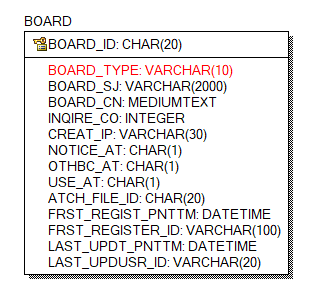 BOARD
BOARD_ID: CHAR(20)
BOARD_TYPE: VARCHAR(10)
BOARD_SJ: VARCHAR(2000)
BOARD_CN: MEDIUMTEXT
INQIRE_CO: INTEGER
CREAT_IP: VARCHAR(30)
NOTICE_AT: CHAR(1)
OTHBC_AT: CHAR(1)
USE_AT: CHAR(1)
ATCH_FILE_ID: CHAR(20)
FRST_REGIST_PNTTM: DATETIME
FRST_REGISTER_ID: VARCHAR(100)
LAST_UPDT_PNTTM: DATETIME
LAST_UPDUSR_ID: VARCHAR(20)